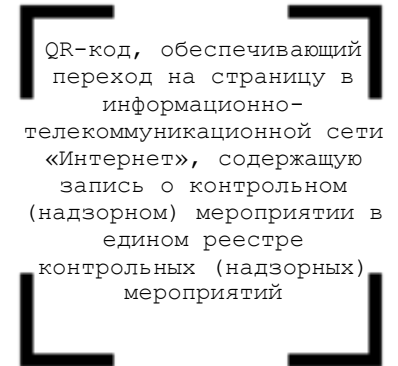 QR-код, обеспечивающий
переход на страницу в
информационно-
телекоммуникационной сети
«Интернет», содержащую
запись о контрольном
(надзорном) мероприятии в
едином реестре
контрольных (надзорных)
мероприятий